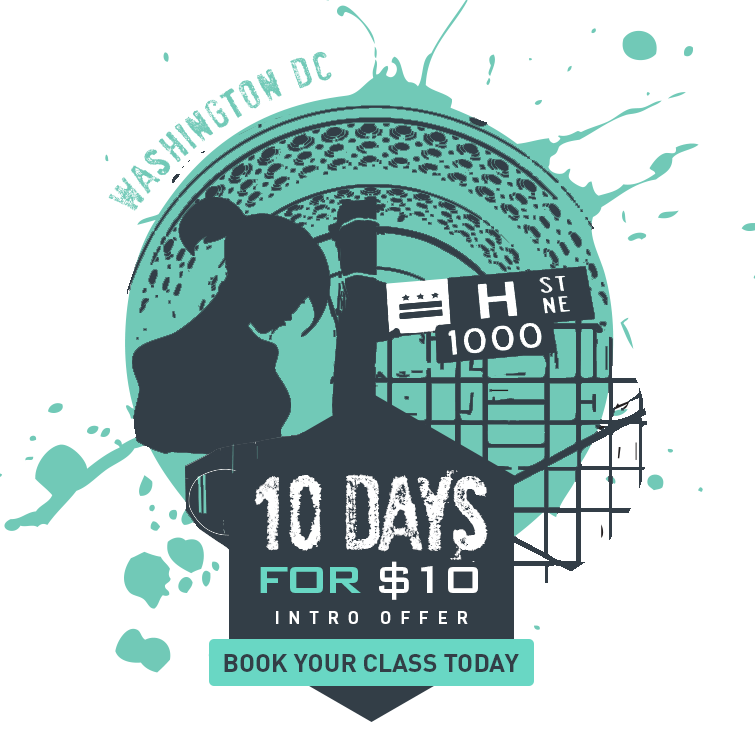 WASHINGTON DC
H ST NE
1000
10 DAYS
FOR $10
INTRO OFFER
BOOK YOUR CLASS TODAY